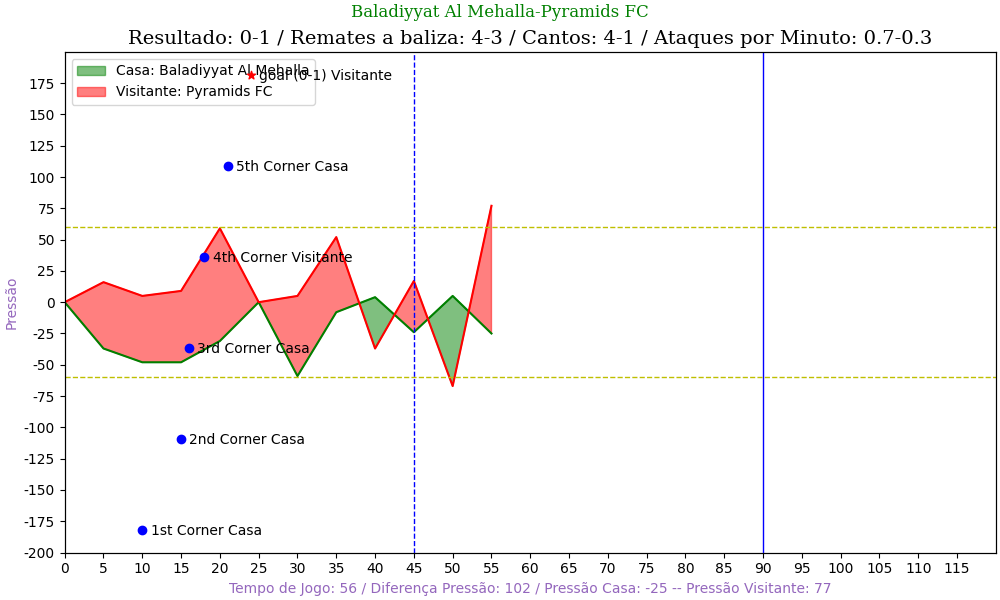 Baladiyyat Al Mehalla-Pyramids FC
Resultado: 0-1 / Remates a baliza: 4-3 / Cantos: 4-1 / Ataques por Minuto: 0.7-0.3
Casa: Baladiyyat Al Mehalla
goal (0-1) Visitante
Visitante: Pyramids FC
5th Corner Casa
4th Corner Visitante
3rd Corner Casa
2nd Corner Casa
1st Corner Casa
Pressão
175
150
125
100
75
50
25
0
-25
-50
-75
-100
-125
-150
-175
-200
0 5 10 15 20 25 30 35 40 45 50 55 60 65 70 75 80 85 90 95 100 105 110 115
Tempo de Jogo: 56 / Diferença Pressão: 102 / Pressão Casa: -25 -- Pressão Visitante: 77